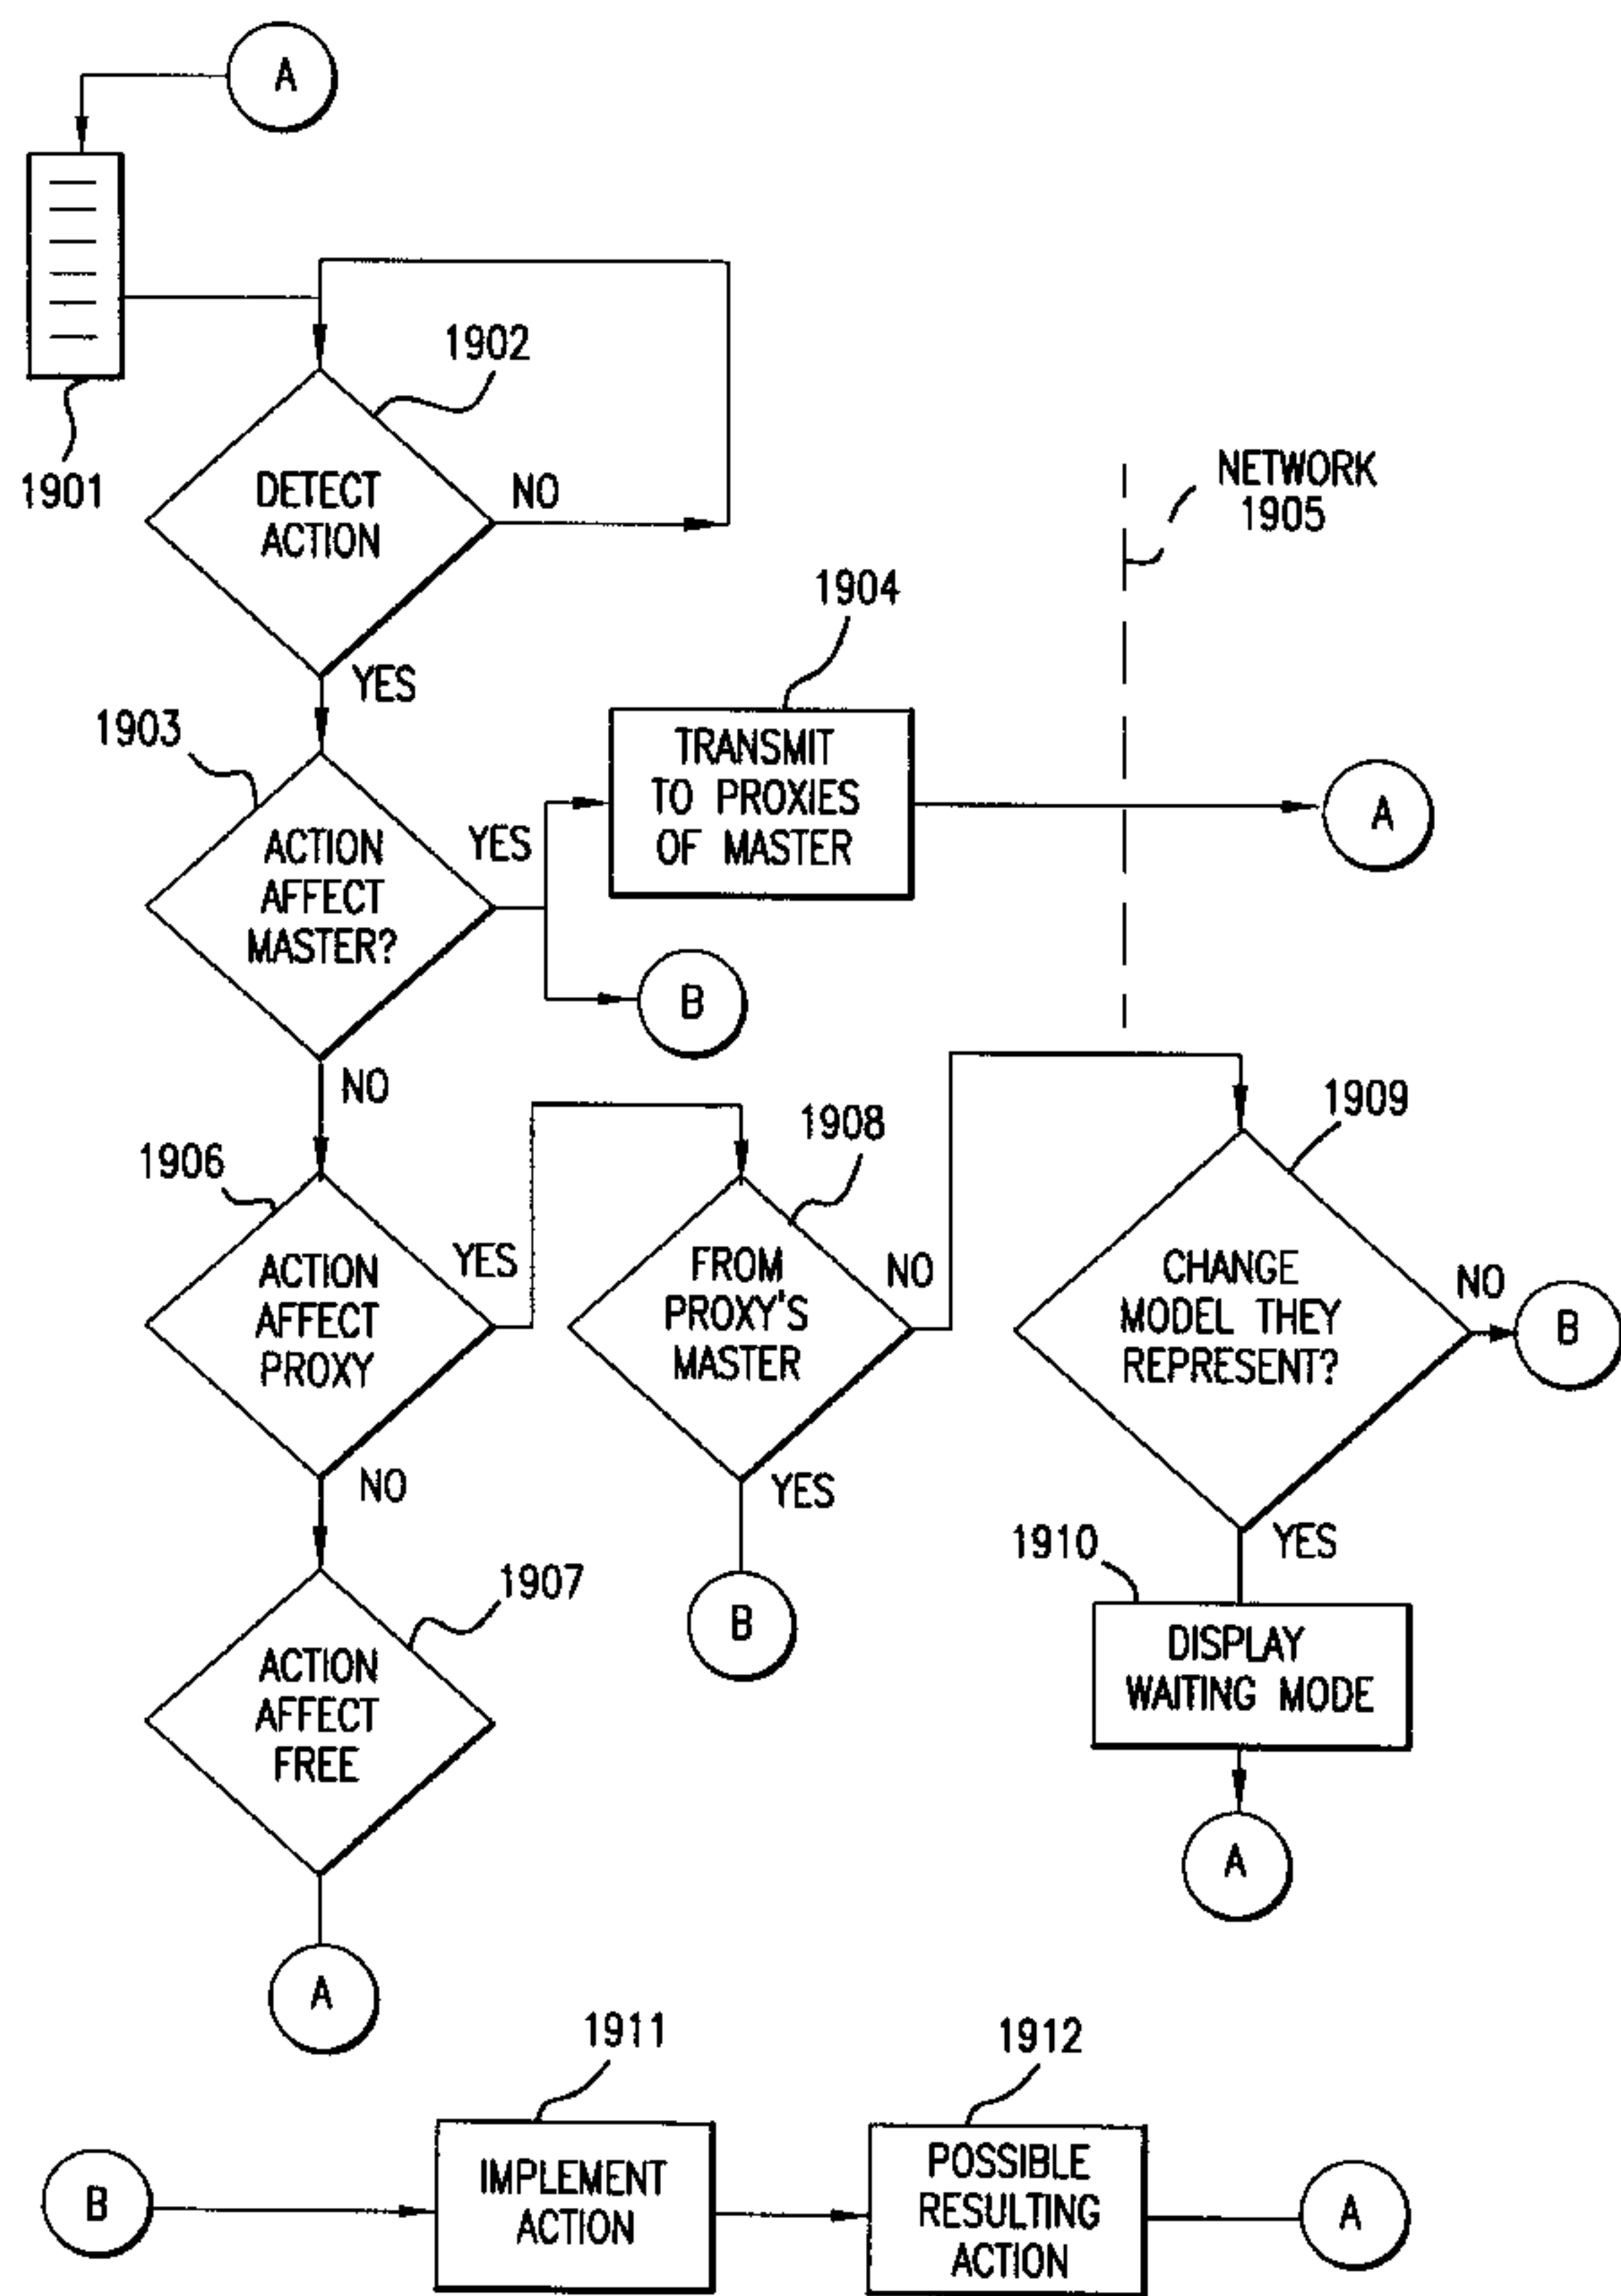 A
1901
1902
DETECT
ACTION
NO
YES
NETWORK
1905
1904
TRANSMIT
TO PROXIES
OF MASTER
A
1903
ACTION
AFFECT
MASTER?
YES
B
NO
1906
ACTION
AFFECT
PROXY
YES
1908
FROM
PROXY'S
MASTER
NO
YES
B
1909
CHANGE
MODEL THEY
REPRESENT?
NO
B
YES
1910
DISPLAY
WAITING MODE
A
NO
1907
ACTION
AFFECT
FREE
A
B
1911
IMPLEMENT
ACTION
1912
POSSIBLE
RESULTING
ACTION
A